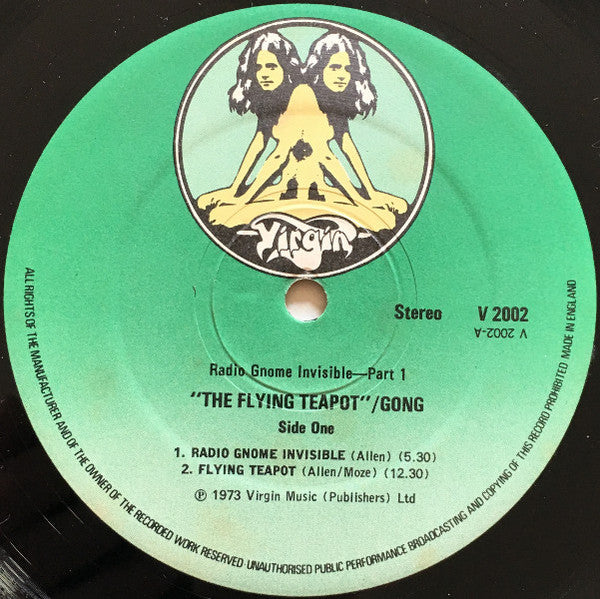 Virgin
Stereo V 2002
V 2002-A
Radio Gnome Invisible—Part 1
"THE FLYING TEAPOT"/GONG
Side One
1. RADIO GNOME INVISIBLE (Allen) (5.30)
2. FLYING TEAPOT (Allen/Moze) (12.30)
℗ 1973 Virgin Music (Publishers) Ltd
ALL RIGHTS OF THE MANUFACTURER AND OF THE OWNER OF THE RECORDED WORK RESERVED·UNAUTHORISED PUBLIC PERFORMANCE BROADCASTING AND COPYING OF THIS RECORD PROHIBITED MADE IN ENGLAND